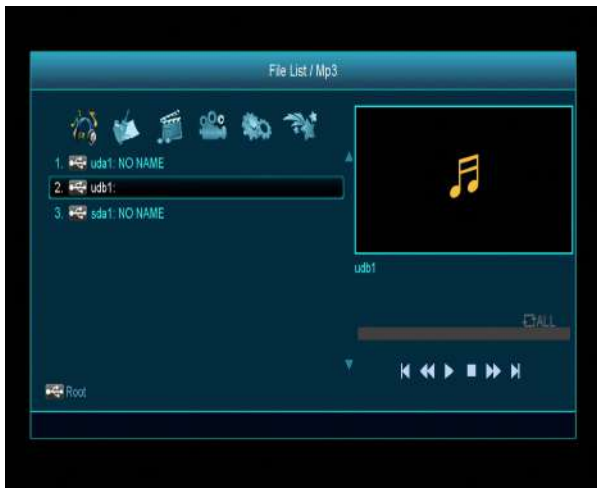 File List / Mp3
1. uda1: NO NAME
2. udb1:
3. sda1: NO NAME
udb1
ALL
Root